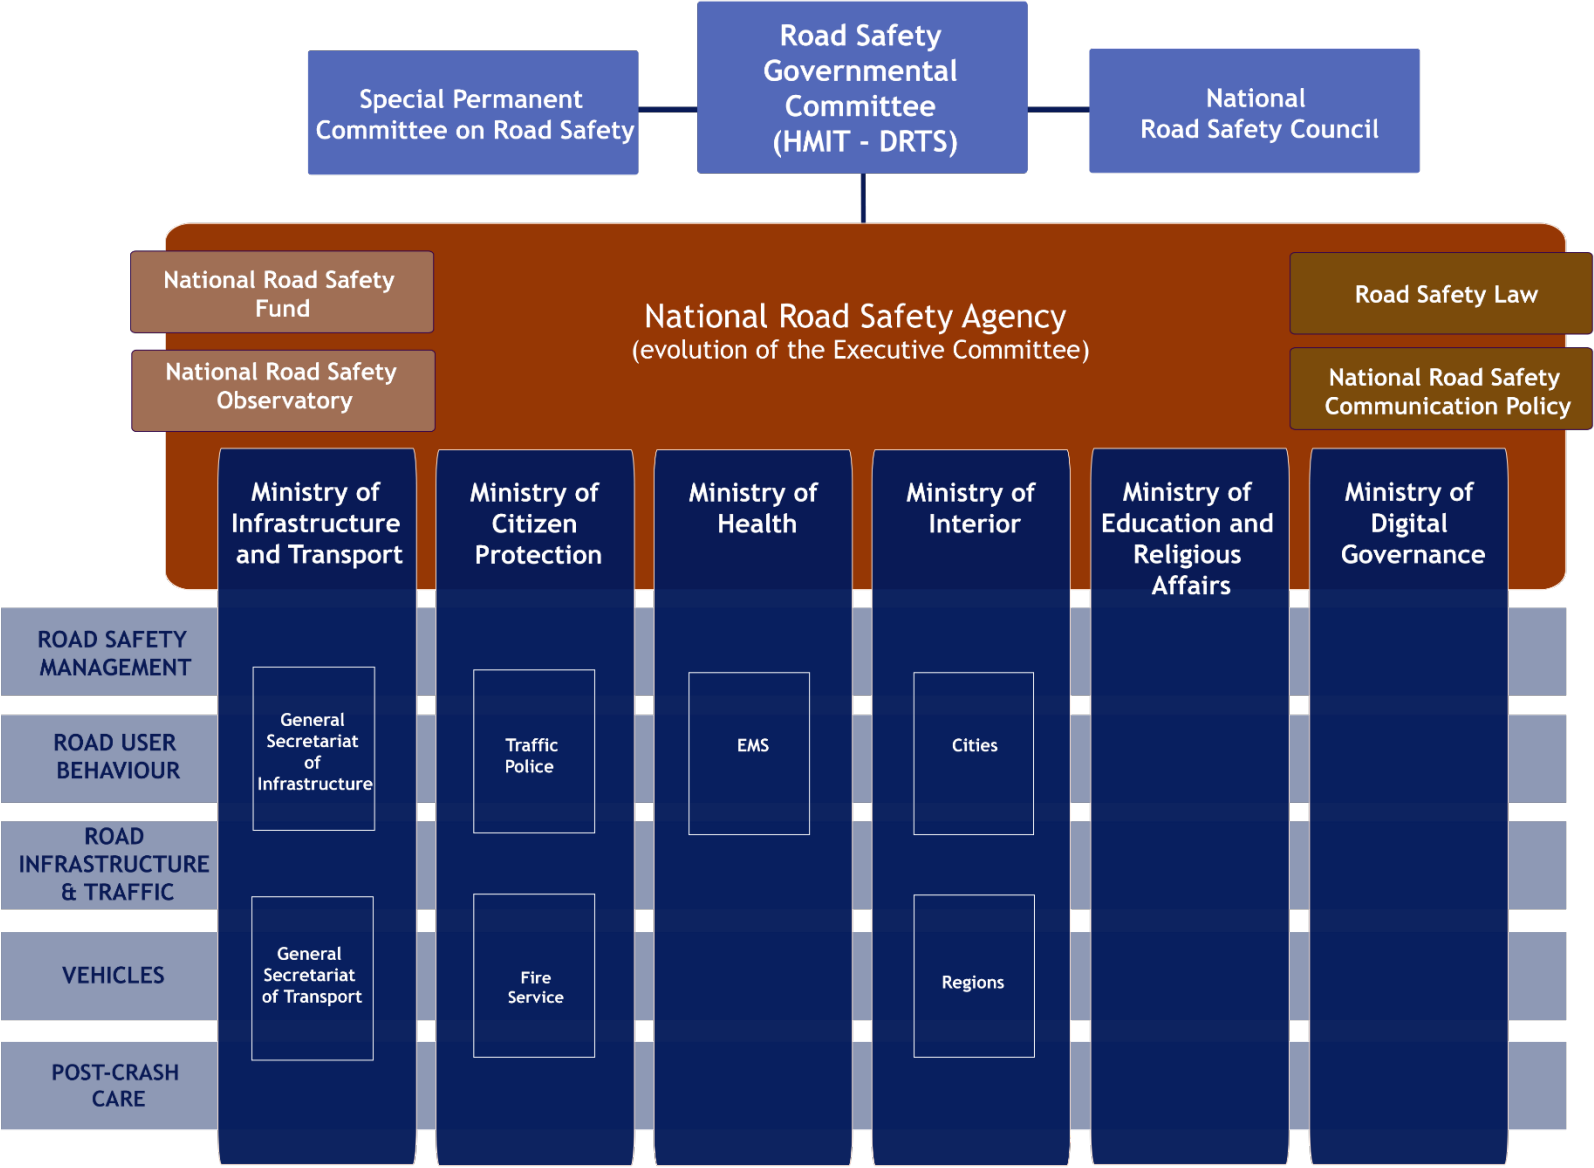 Special Permanent
Committee on Road Safety
Road Safety
Governmental
Committee
(HMIT - DRTS)
National
Road Safety Council
National Road Safety
Fund
National Road Safety
Observatory
National Road Safety Agency
(evolution of the Executive Committee)
Road Safety Law
National Road Safety
Communication Policy
Ministry of
Infrastructure
and Transport
Ministry of
Citizen
Protection
Ministry of
Health
Ministry of
Interior
Ministry of
Education and
Religious
Affairs
Ministry of
Digital
Governance
ROAD SAFETY
MANAGEMENT
ROAD USER
BEHAVIOUR
ROAD
INFRASTRUCTURE
& TRAFFIC
VEHICLES
POST-CRASH
CARE
General
Secretariat
of
Infrastructure
Traffic
Police
EMS
Cities
General
Secretariat
of Transport
Fire
Service
Regions